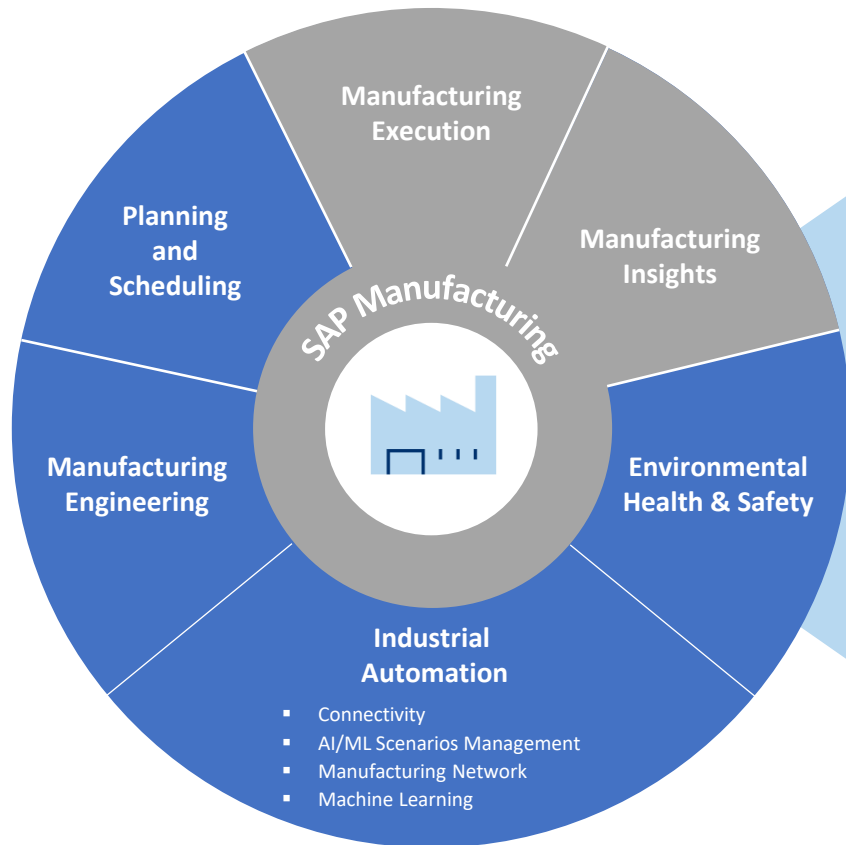 Manufacturing
Execution
Manufacturing
Insights
Planning
and
Scheduling
SAP Manufacturing
Manufacturing
Engineering
Environmental
Health & Safety
Industrial
Automation
▪ Connectivity
▪ AI/ML Scenarios Management
▪ Manufacturing Network
▪ Machine Learning